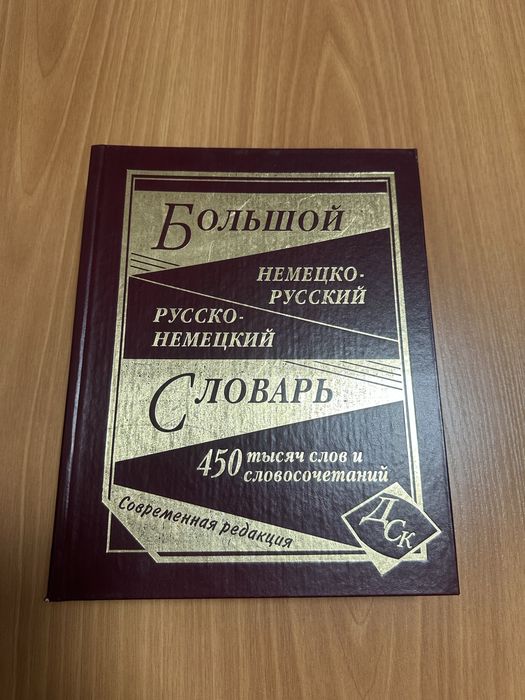 БОЛЬШОЙ
НЕМЕЦКО-
РУССКИЙ
РУССКО-
НЕМЕЦКИЙ
СЛОВАРЬ
450 тысяч слов и
словосочетаний
Современная редакция
ДСК